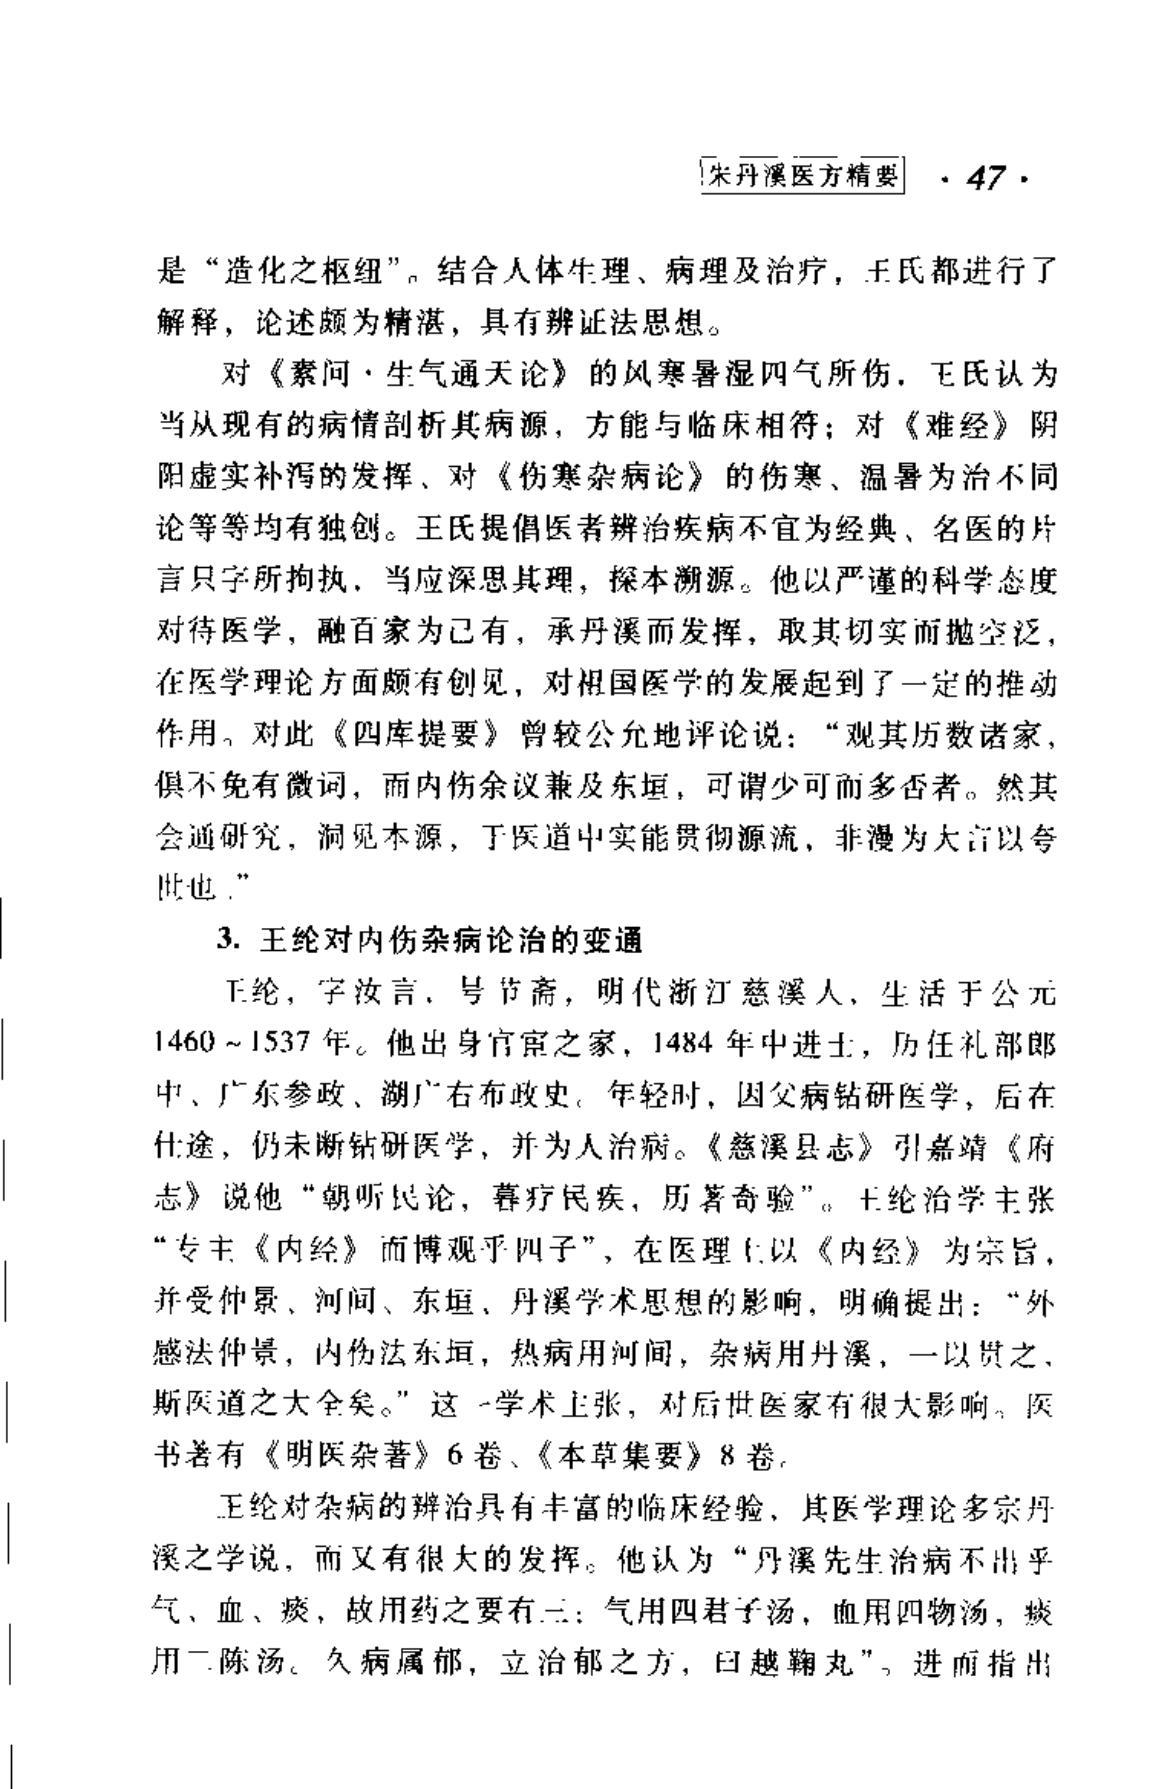 朱丹溪医方精要 · 47 ·
是“造化之枢纽”。结合人体生理、病理及治疗，王氏都进行了
解释，论述颇为精湛，具有辨证法思想。
对《素问·生气通天论》的风寒暑湿四气所伤，王氏认为
当从现有的病情剖析其病源，方能与临床相符；对《难经》阴
阳虚实补泻的发挥、对《伤寒杂病论》的伤寒、温暑为治不同
论等等均有独创。王氏提倡医者辨治疾病不宜为经典、名医的片
言只字所拘执，当应深思其理，探本溯源。他以严谨的科学态度
对待医学，融百家为己有，承丹溪而发挥，取其切实而抛空泛，
在医学理论方面颇有创见，对祖国医学的发展起到了一定的推动
作用。对此《四库提要》曾较公允地评论说：“观其历数诸家，
俱不免有微词，而内伤余议兼及东垣，可谓少可而多否者。然其
会通研究，洞见本源，于医道中实能贯彻源流，非漫为大言以夸
世也。”
3. 王纶对内伤杂病论治的变通
王纶，字汝言，号节斋，明代浙江慈溪人，生活于公元
1460～1537 年。他出身官宦之家，1484 年中进士，历任礼部郎
中、广东参政、湖广右布政史。年轻时，因父病钻研医学，后在
仕途，仍未断钻研医学，并为人治病。《慈溪县志》引嘉靖《府
志》说他“朝听民论，暮疗民疾，历著奇验”。王纶治学主张
“专主《内经》而博观乎四子”，在医理上以《内经》为宗旨，
并受仲景、河间、东垣、丹溪学术思想的影响，明确提出：“外
感法仲景，内伤法东垣，热病用河间，杂病用丹溪，一以贯之，
斯医道之大全矣。”这一学术主张，对后世医家有很大影响。医
书著有《明医杂著》6 卷、《本草集要》8 卷。
王纶对杂病的辨治具有丰富的临床经验，其医学理论多宗丹
溪之学说，而又有很大的发挥。他认为“丹溪先生治病不出乎
气、血、痰，故用药之要有三：气用四君子汤，血用四物汤，痰
用二陈汤。久病属郁，立治郁之方，曰越鞠丸”。进而指出